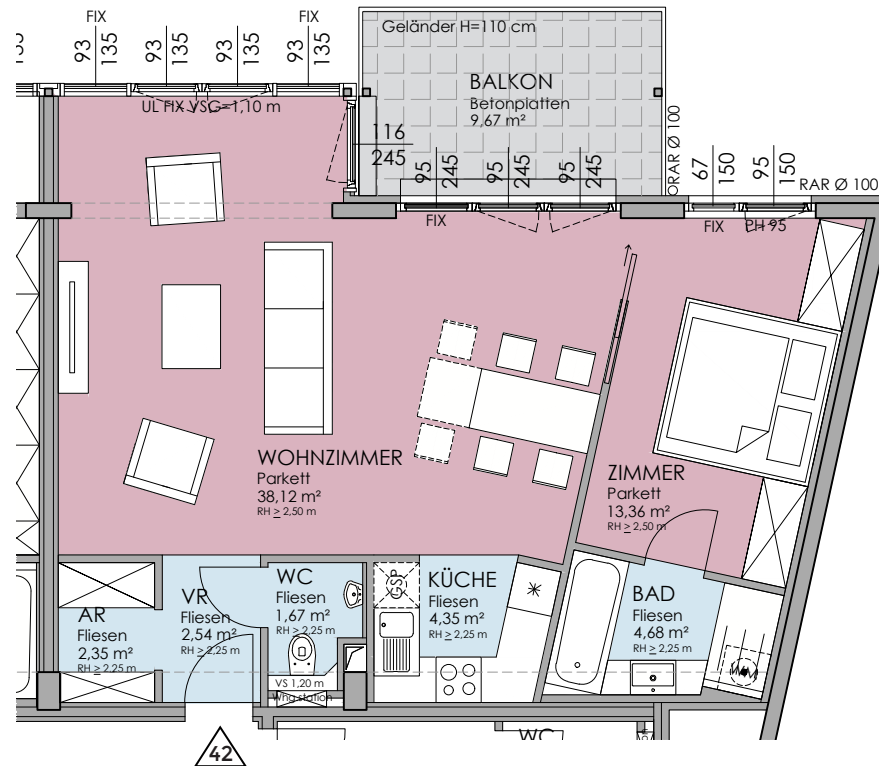 FIX
FIX
93
135
93
135
93
135
93
135
135
Geländer H=110 cm
UL FIX VSG=1,10 m
BALKON
Betonplatten
9,67 m²
116
245
95
245
95
245
95
245
FIX
ORAR Ø 100
67
150
95
150
RAR Ø 100
FIX
PH 95
WOHNZIMMER
Parkett
38,12 m²
RH ≥ 2,50 m
ZIMMER
Parkett
13,36 m²
RH ≥ 2,50 m
AR
Fliesen
2,35 m²
RH ≥ 2,25 m
VR
Fliesen
2,54 m²
RH ≥ 2,25 m
WC
Fliesen
1,67 m²
RH ≥ 2,25 m
VS 1,20 m
Whg.station
GSP
KÜCHE
Fliesen
4,35 m²
RH ≥ 2,25 m
BAD
Fliesen
4,68 m²
RH ≥ 2,25 m
WM
WC
42